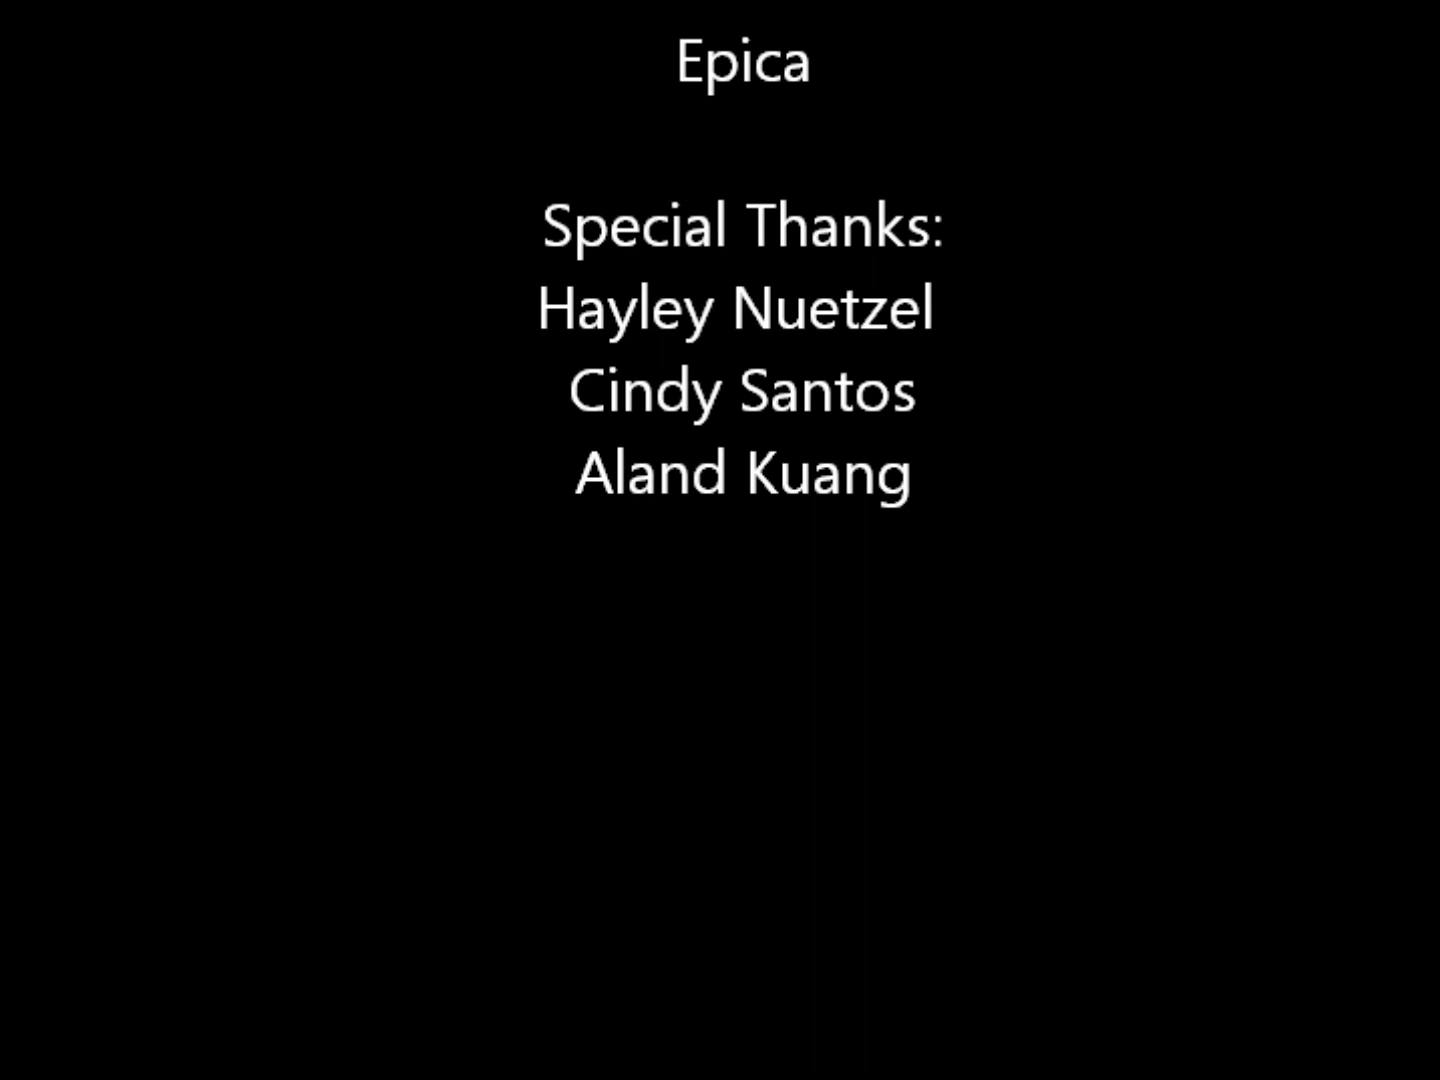 Epica
Special Thanks:
Hayley Nuetzel
Cindy Santos
Aland Kuang